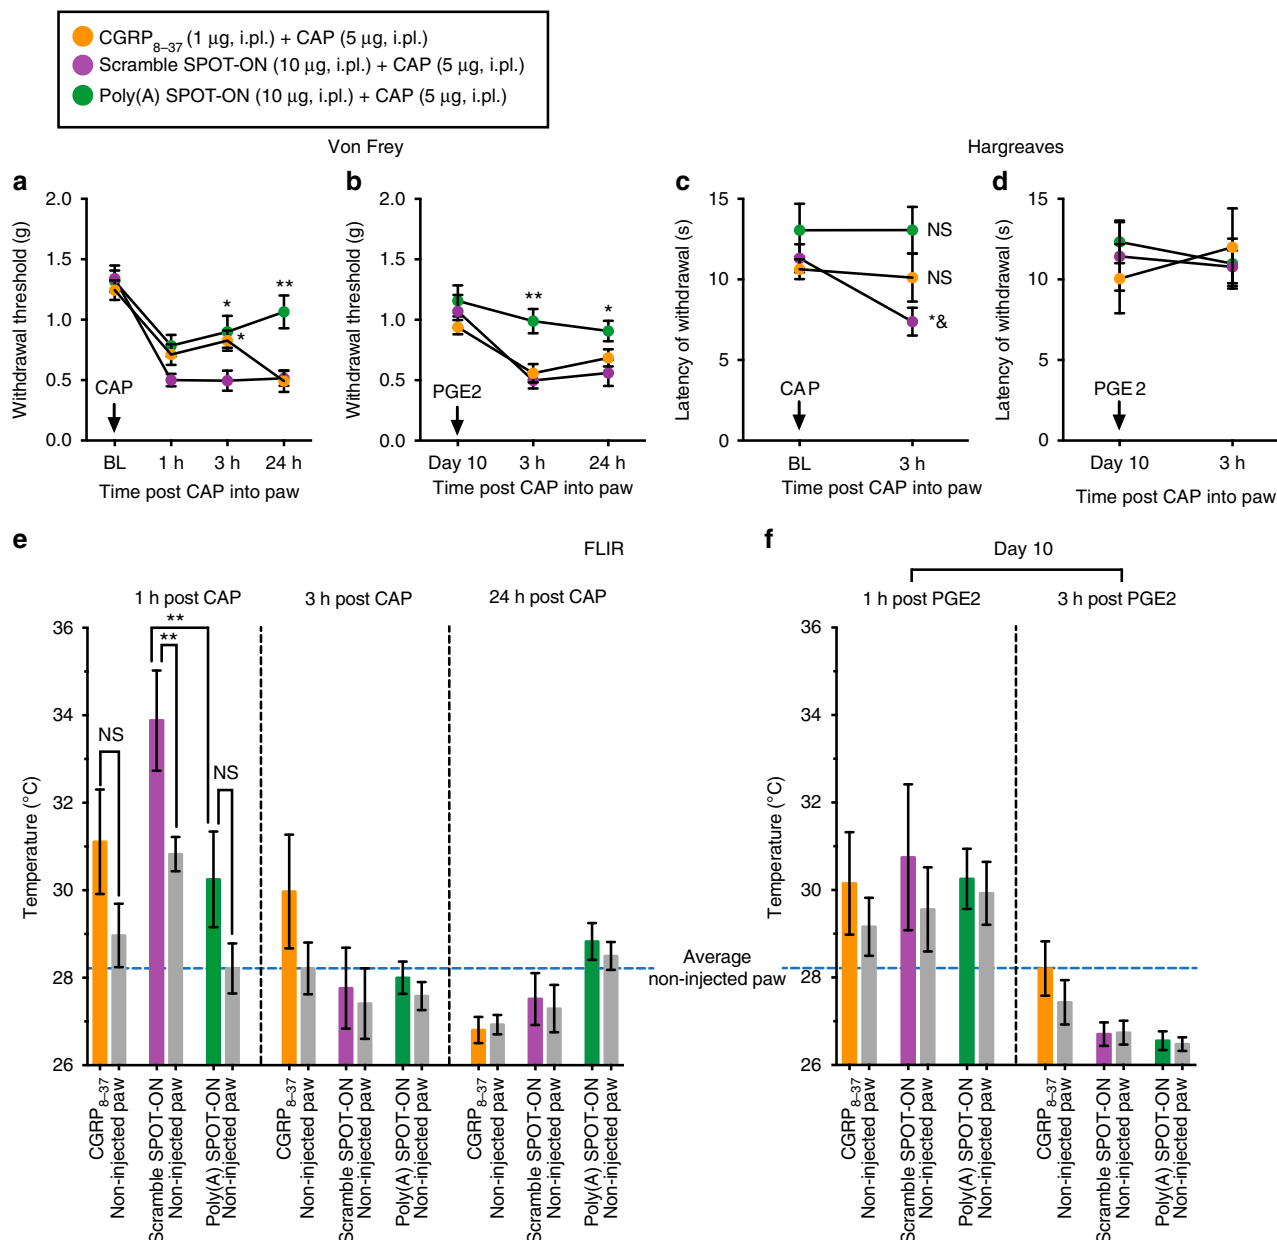 CGRP8–37 (1 µg, i.pl.) + CAP (5 µg, i.pl.)
Scramble SPOT-ON (10 µg, i.pl.) + CAP (5 µg, i.pl.)
Poly(A) SPOT-ON (10 µg, i.pl.) + CAP (5 µg, i.pl.)
Von Frey
Hargreaves
a
Withdrawal threshold (g)
2.0
1.5
1.0
0.5
0.0
*
*
**
CAP
BL 1 h 3 h 24 h
Time post CAP into paw
b
Withdrawal threshold (g)
2.0
1.5
1.0
0.5
0.0
**
*
PGE2
Day 10 3 h 24 h
Time post CAP into paw
c
Latency of withdrawal (s)
15
10
5
0
NS
NS
*&
CAP
BL 3 h
Time post CAP into paw
d
Latency of withdrawal (s)
15
10
5
0
PGE 2
Day 10 3 h
Time post CAP into paw
e
FLIR
1 h post CAP 3 h post CAP 24 h post CAP
Temperature (°C)
36
34
32
30
28
26
NS
**
**
NS
CGRP8–37
Non-injected paw
Scramble SPOT-ON
Non-injected paw
Poly(A) SPOT-ON
Non-injected paw
CGRP8–37
Non-injected paw
Scramble SPOT-ON
Non-injected paw
Poly(A) SPOT-ON
Non-injected paw
CGRP8–37
Non-injected paw
Scramble SPOT-ON
Non-injected paw
Poly(A) SPOT-ON
Non-injected paw
Average
non-injected paw
f
Day 10
1 h post PGE2 3 h post PGE2
Temperature (°C)
36
34
32
30
28
26
CGRP8–37
Non-injected paw
Scramble SPOT-ON
Non-injected paw
Poly(A) SPOT-ON
Non-injected paw
CGRP8–37
Non-injected paw
Scramble SPOT-ON
Non-injected paw
Poly(A) SPOT-ON
Non-injected paw